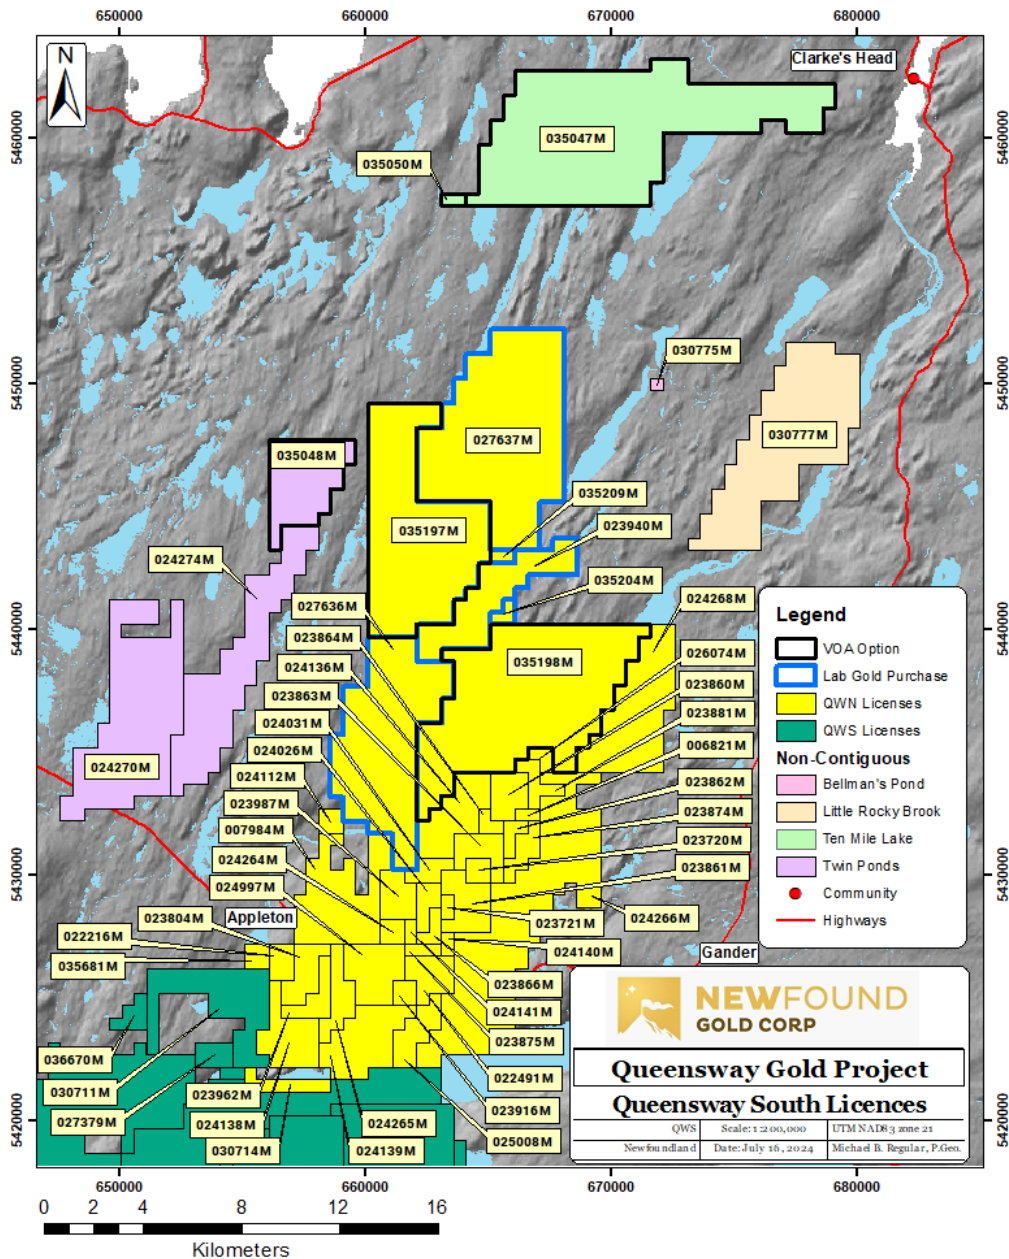 650000
660000
670000
680000
N
Clarke's Head
5460000
5460000
035047M
035050M
030775M
5450000
5450000
030777M
027637M
035048M
035209M
035197M
023940M
024274M
035204M
024268M
027636M
5440000
5440000
023864M
026074M
024136M
035198M
023860M
023863M
023881M
024031M
006821M
024026M
023862M
024270M
024112M
023874M
023987M
023720M
007984M
023861M
024264M
5430000
5430000
024997M
023804M
Appleton
023721M
024266M
022216M
024140M
Gander
035681M
023866M
024141M
023875M
036670M
022491M
030711M
023962M
023916M
027379M
024138M
024265M
025008M
030714M
024139M
5420000
5420000
Legend
VOA Option
Lab Gold Purchase
QWN Licenses
QWS Licenses
Non-Contiguous
Bellman's Pond
Little Rocky Brook
Ten Mile Lake
Twin Ponds
Community
Highways
NEWFOUND
GOLD CORP
Queensway Gold Project
Queensway South Licences
QWS
Scale: 1:200,000
UTM NAD83 zone 21
Newfoundland
Date: July 16, 2024
Michael B. Regular, P.Geo.
650000
660000
670000
680000
0 2 4 8 12 16
Kilometers